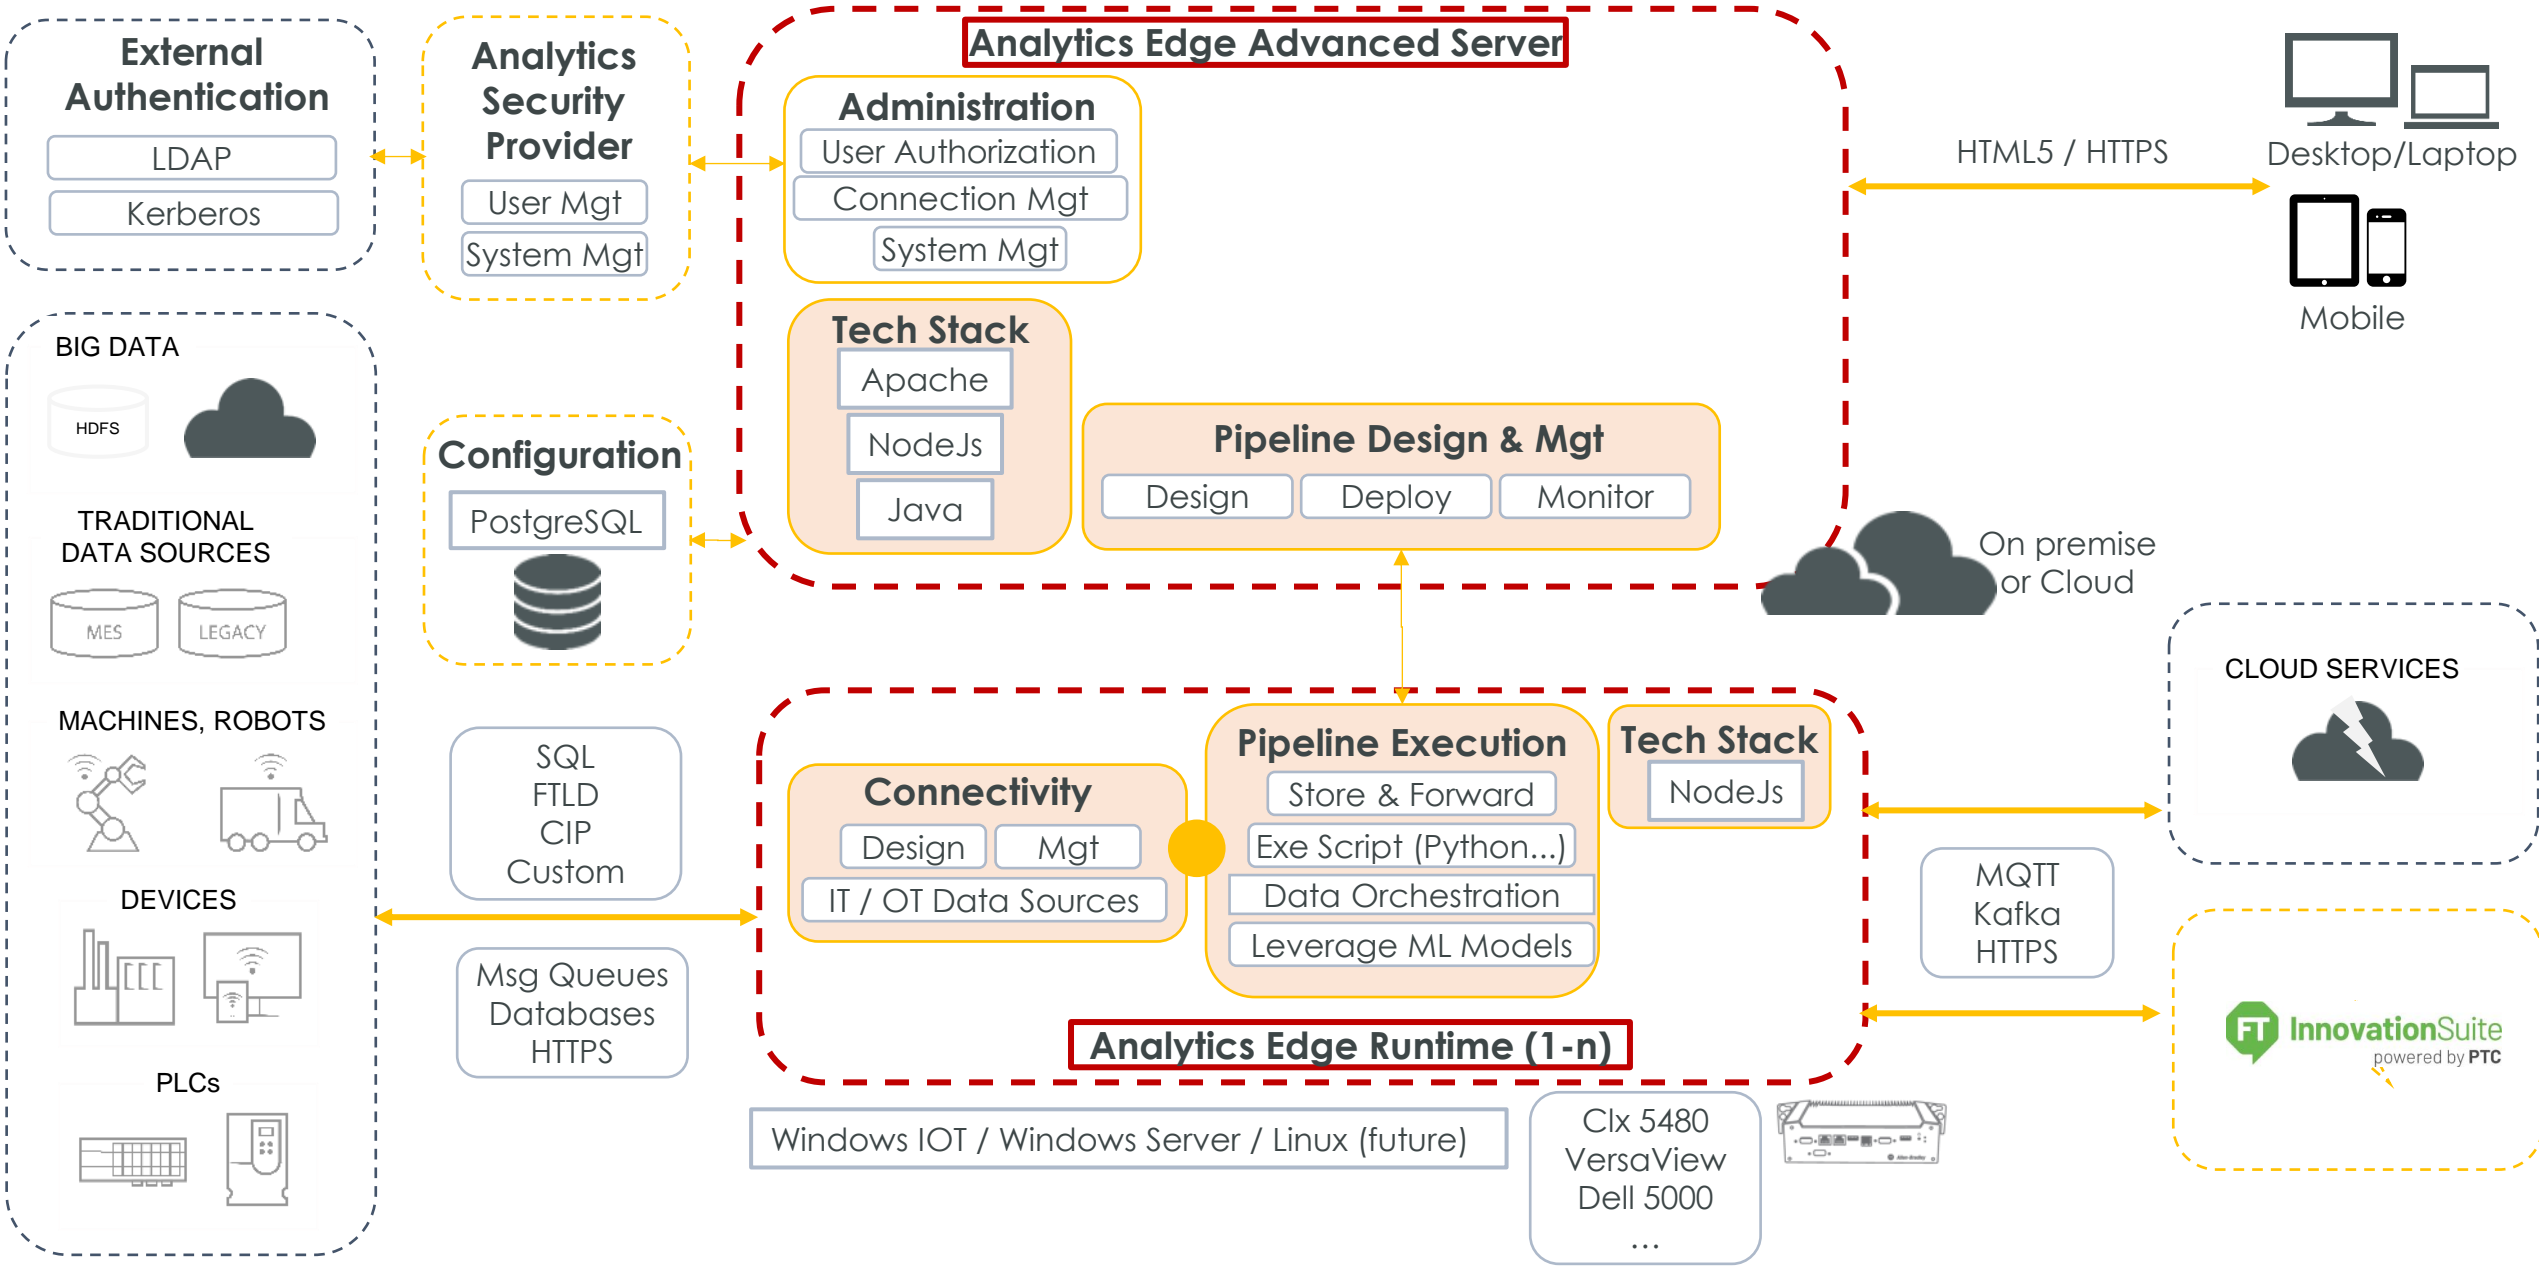 External
Authentication
LDAP
Kerberos
Analytics
Security
Provider
User Mgt
System Mgt
Analytics Edge Advanced Server
Administration
User Authorization
Connection Mgt
System Mgt
Tech Stack
Apache
NodeJs
Java
Pipeline Design & Mgt
Design
Deploy
Monitor
HTML5 / HTTPS
Desktop/Laptop
Mobile
On premise
or Cloud
BIG DATA
HDFS
TRADITIONAL
DATA SOURCES
MES
LEGACY
MACHINES, ROBOTS
DEVICES
PLCs
Configuration
PostgreSQL
SQL
FTLD
CIP
Custom
Msg Queues
Databases
HTTPS
Connectivity
Design
Mgt
IT / OT Data Sources
Pipeline Execution
Store & Forward
Exe Script (Python...)
Data Orchestration
Leverage ML Models
Tech Stack
NodeJs
Analytics Edge Runtime (1-n)
Windows IOT / Windows Server / Linux (future)
Clx 5480
VersaView
Dell 5000
...
Allen-Bradley
CLOUD SERVICES
MQTT
Kafka
HTTPS
FT InnovationSuite
powered by PTC